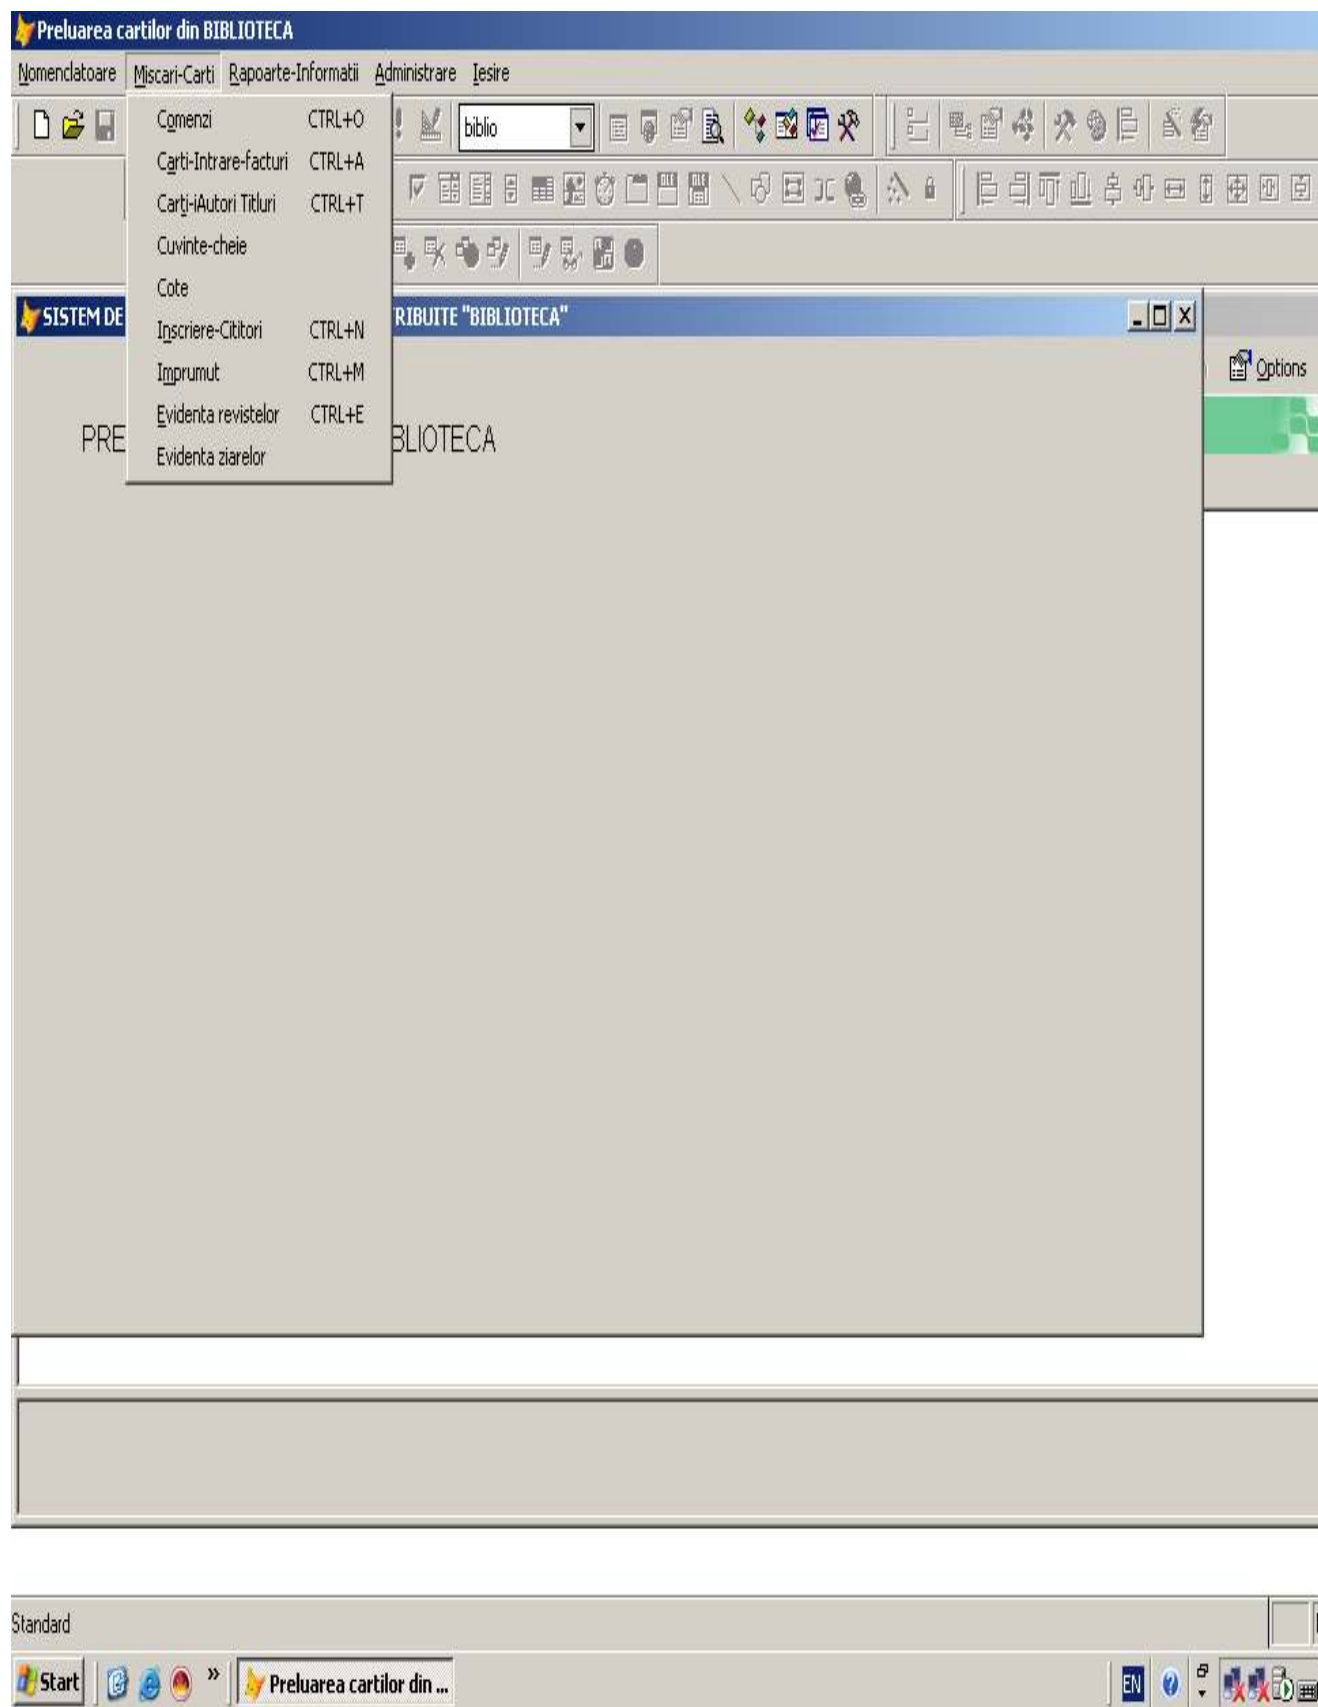 Preluarea cartilor din BIBLIOTECA
Nomenclatoare Miscari-Carti Rapoarte-Informatii Administrare Iesire
biblio
Comenzi CTRL+O
Carti-Intrare-facturi CTRL+A
Carti-iAutori Titluri CTRL+T
Cuvinte-cheie
Cote
Inscriere-Cititori CTRL+N
Imprumut CTRL+M
Evidenta revistelor CTRL+E
Evidenta ziarelor
SISTEM DE RIBUITE "BIBLIOTECA"
Options
PRE BLIOTECA
Standard
Start » Preluarea cartilor din ... EN